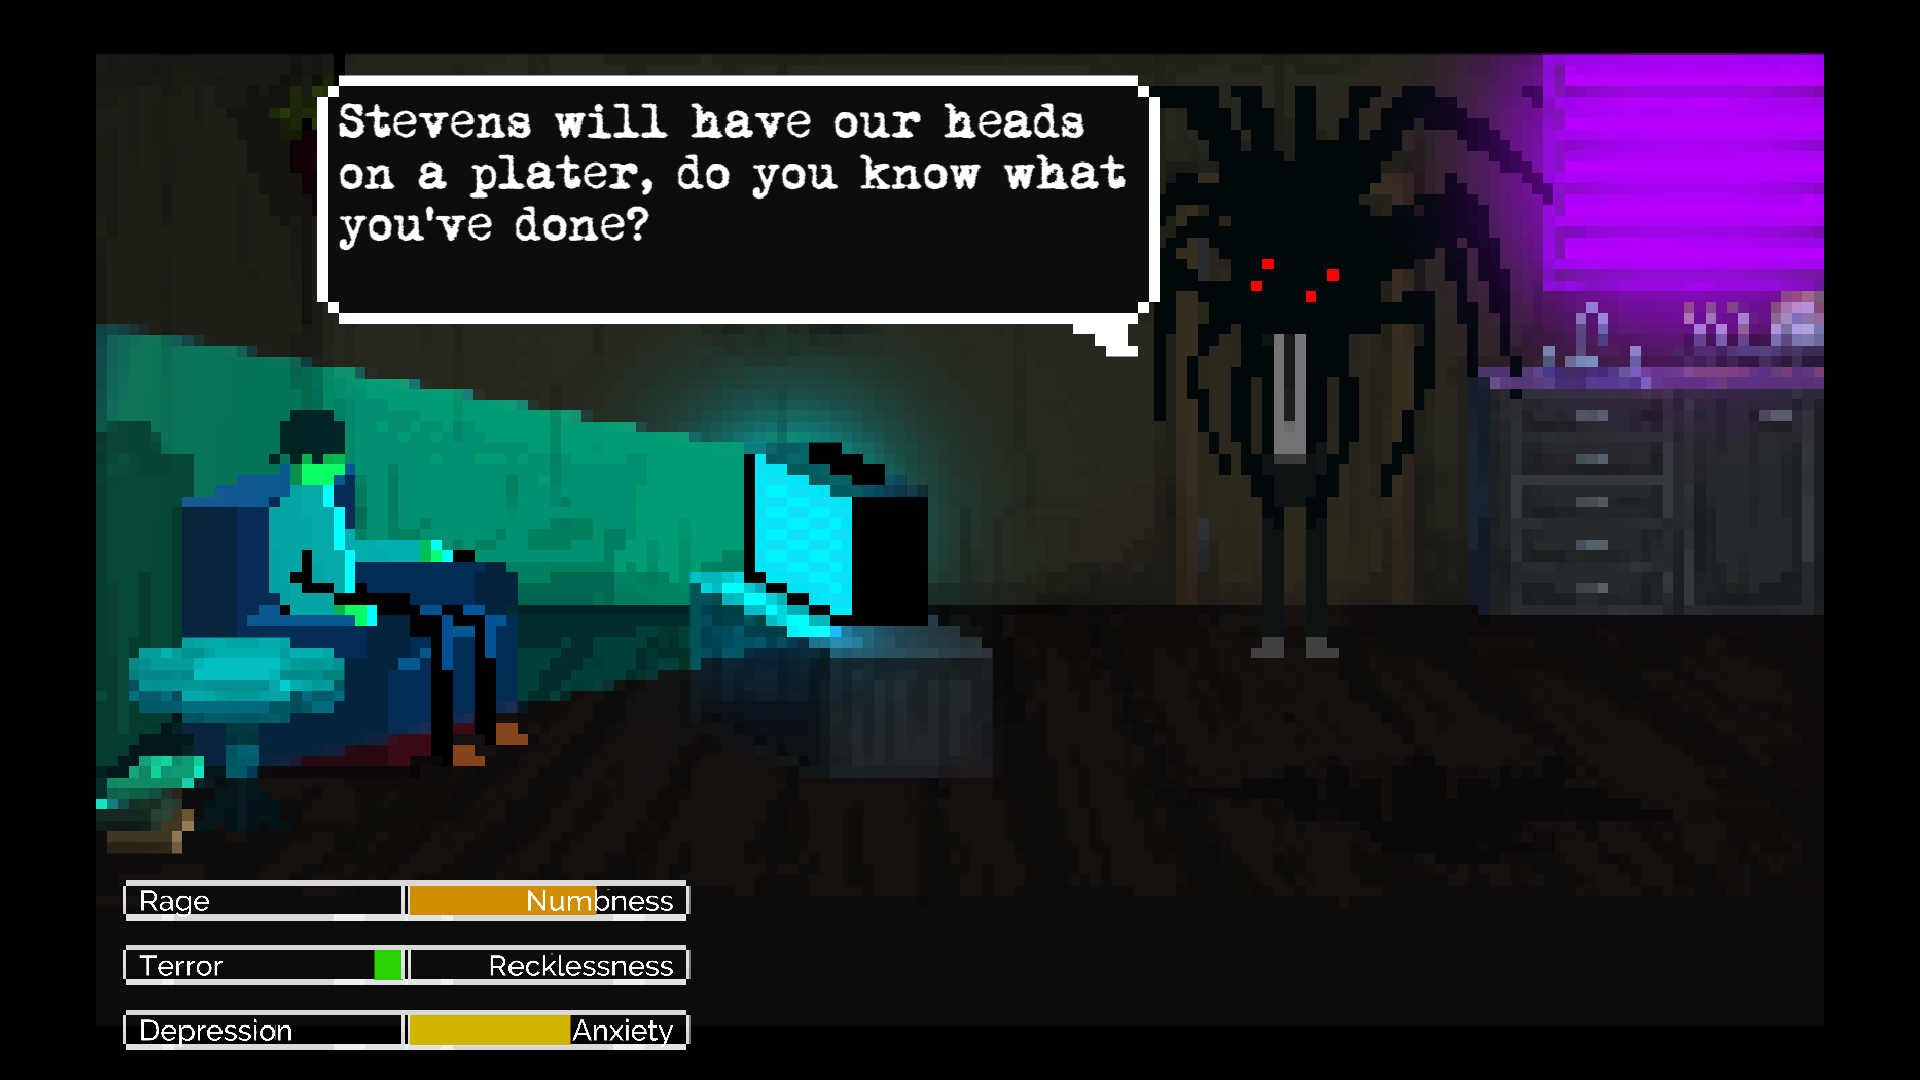 Stevens will have our heads
on a plater, do you know what
you've done?
Rage Numbness
Terror Recklessness
Depression Anxiety